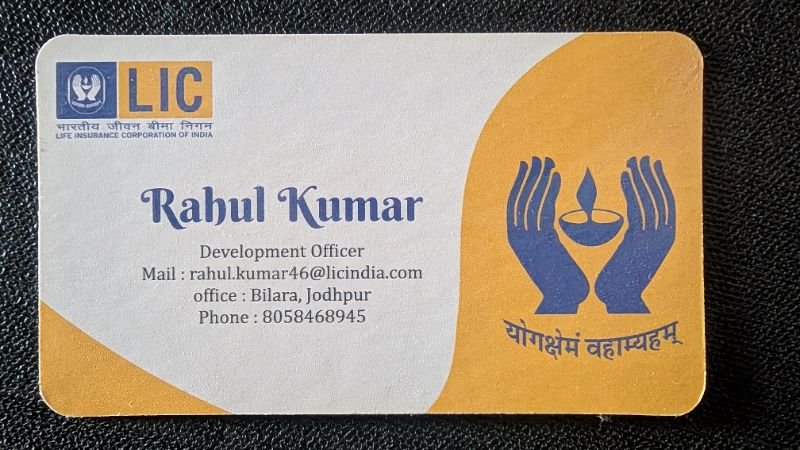 LIC
भारतीय जीवन बीमा निगम
LIFE INSURANCE CORPORATION OF INDIA
Rahul Kumar
Development Officer
Mail : rahul.kumar46@licindia.com
office : Bilara, Jodhpur
Phone : 8058468945
योगक्षेमं वहाम्यहम्